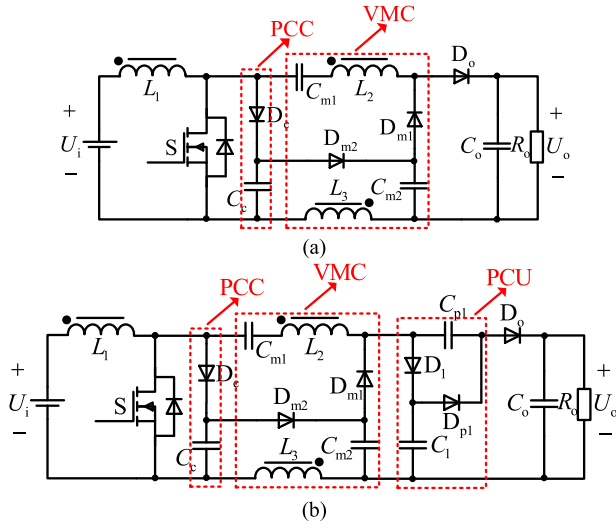 PCC VMC
L1 Cm1 L2 Do
+ Ui − S Dc Dm2 Dm1 Co Ro + Uo −
Cc L3 Cm2
(a)
PCC VMC PCU
L1 Cm1 L2 Cp1 Do
+ Ui − S Dc Dm2 Dm1 D1 Dp1 Co Ro + Uo −
Cc L3 Cm2 C1
(b)